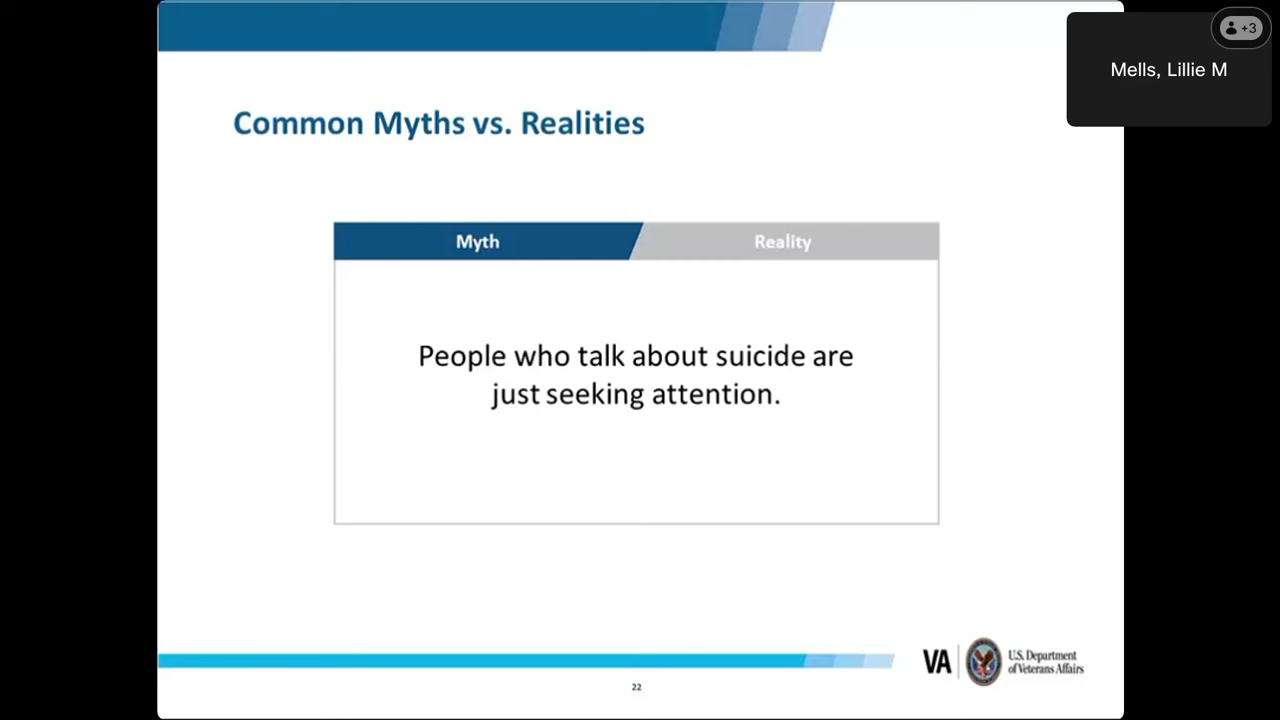 +3
Mells, Lillie M
Common Myths vs. Realities
Myth
Reality
People who talk about suicide are
just seeking attention.
VA
U.S. Department
of Veterans Affairs
22